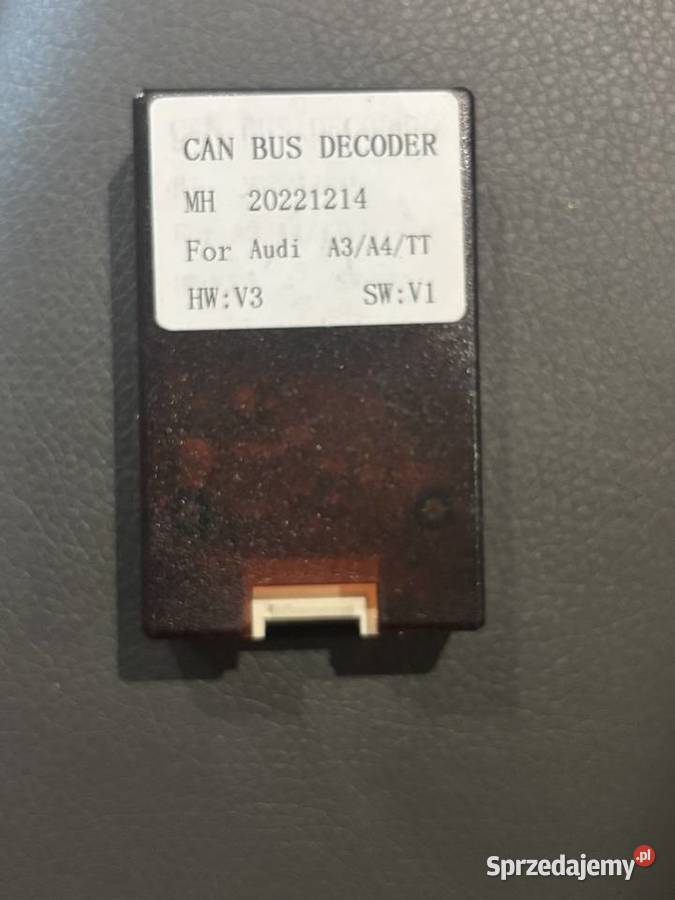 CAN BUS DECODER
MH 20221214
For Audi A3/A4/TT
HW:V3 SW:V1
Sprzedajemy.pl